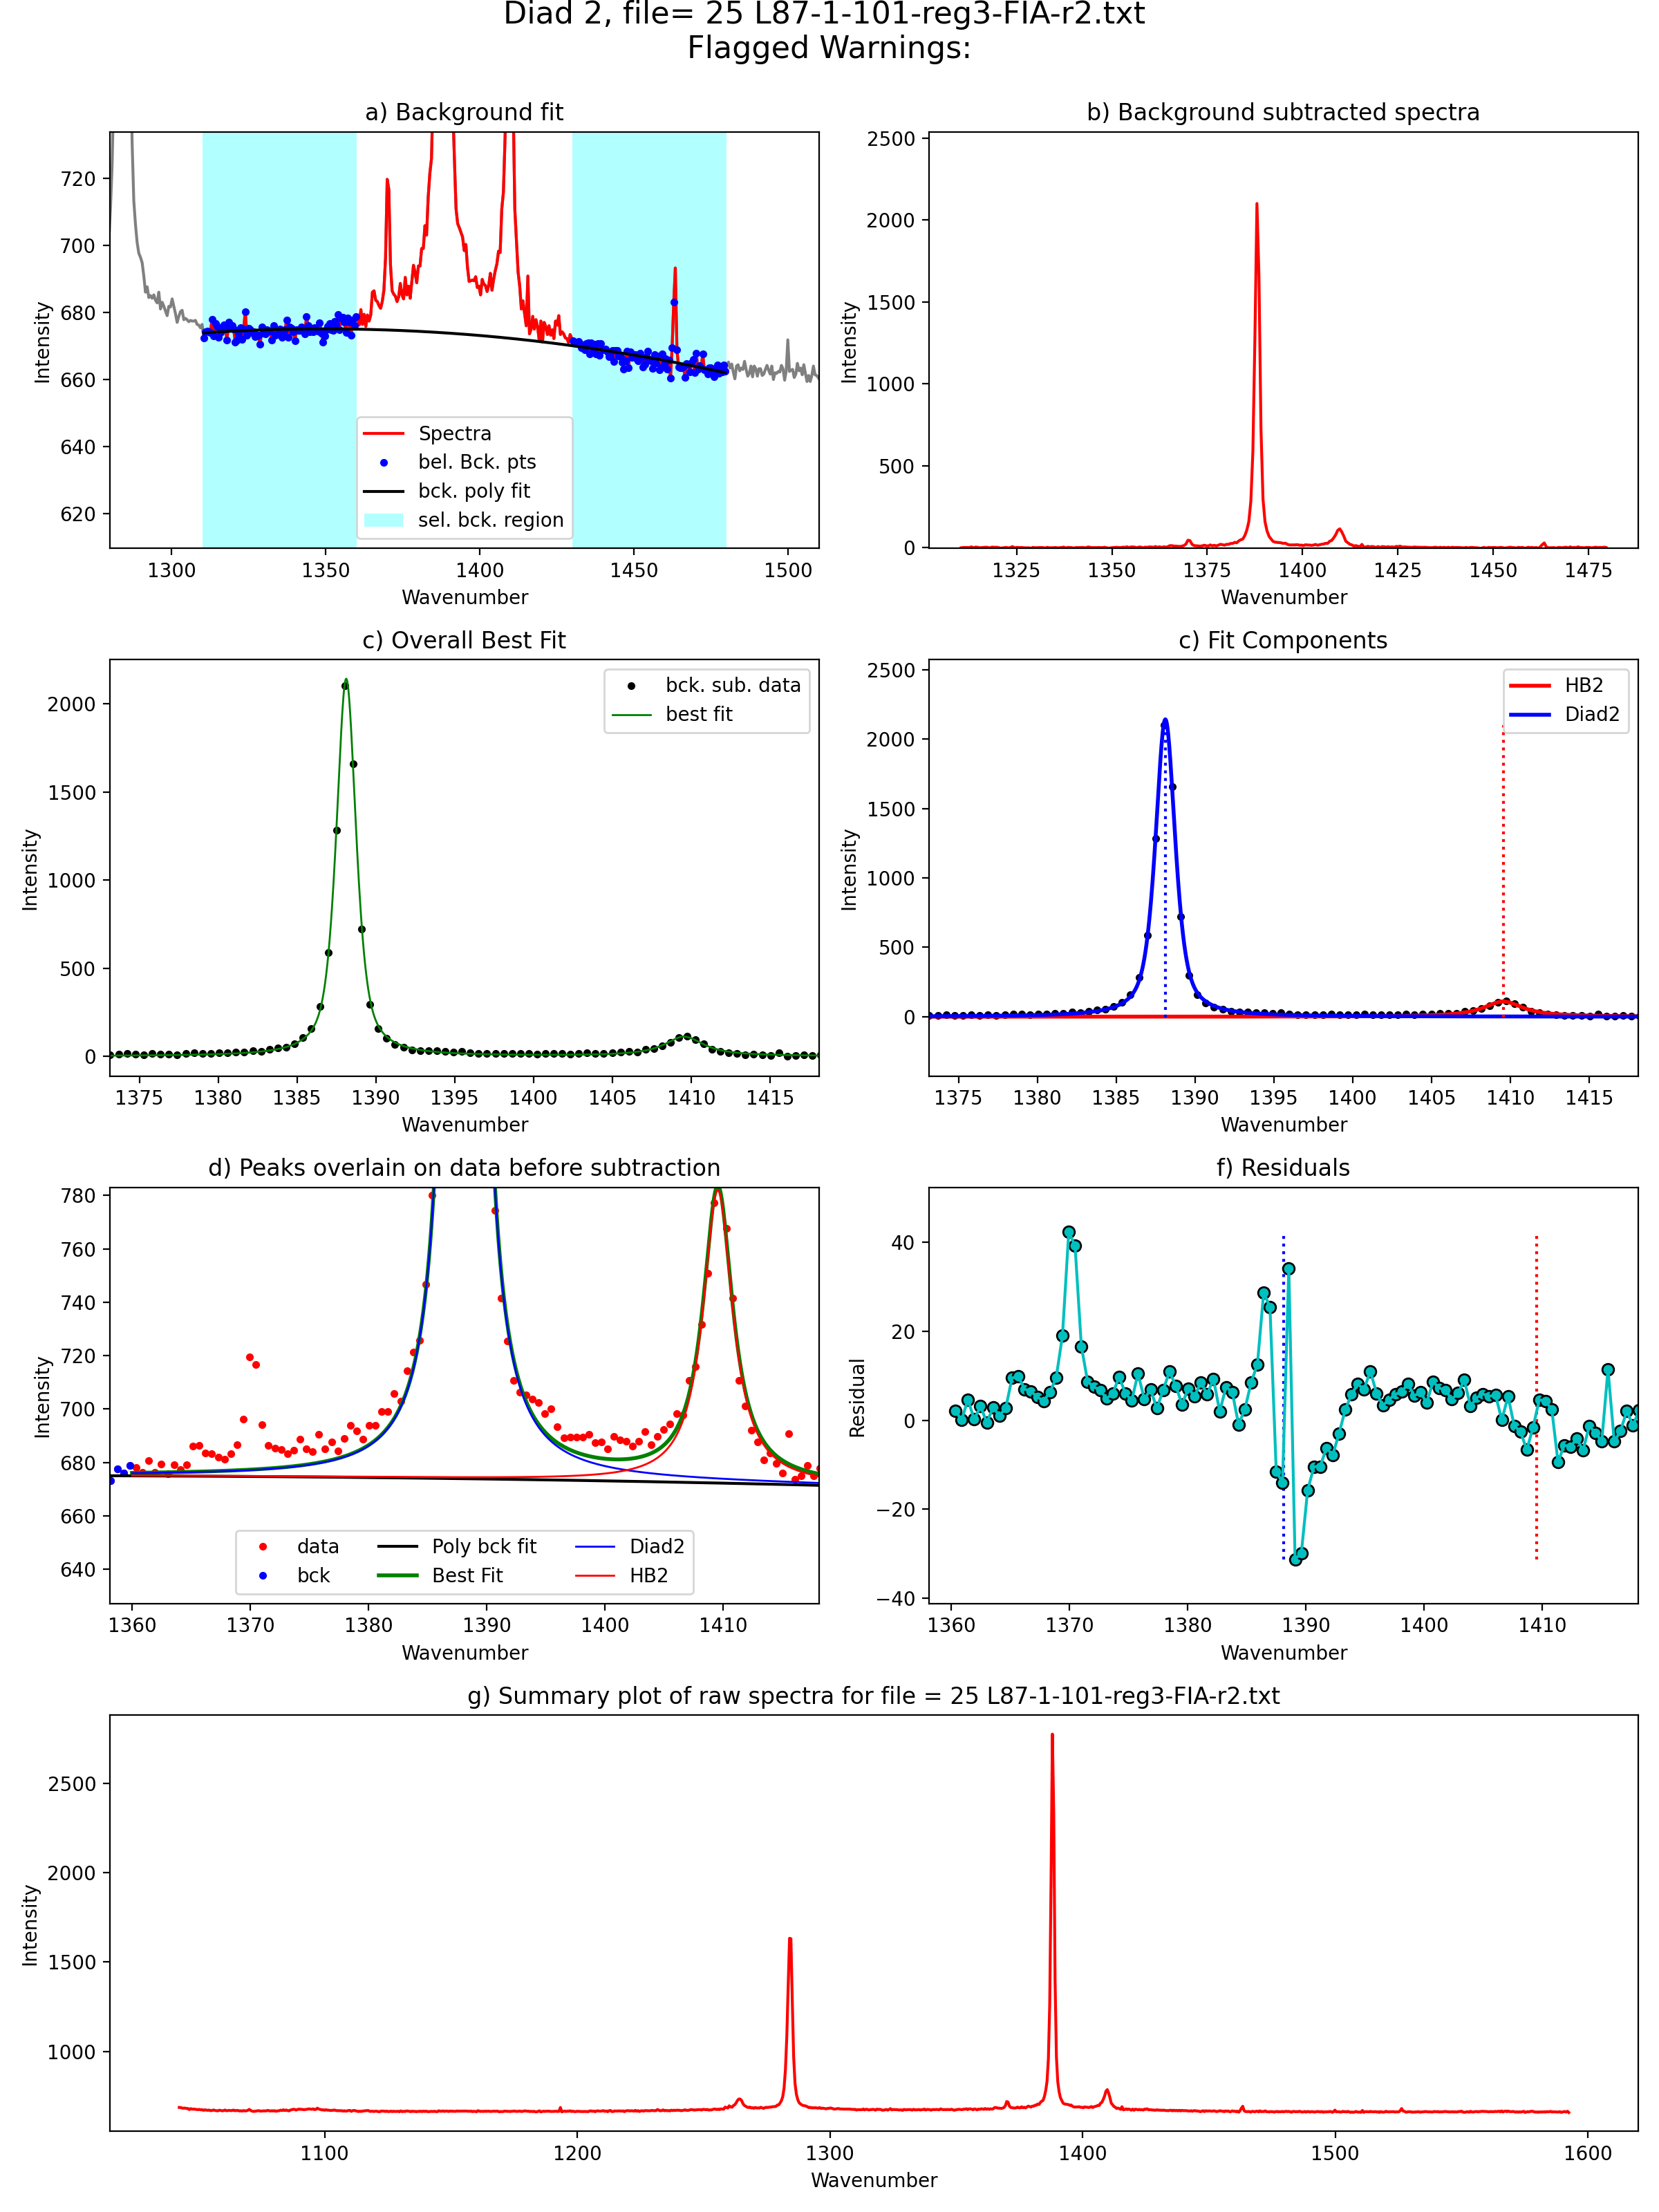 Diad 2, file= 25 L87-1-101-reg3-FIA-r2.txt
Flagged Warnings:
a) Background fit
720
700
680
660
640
620
Intensity
Spectra
bel. Bck. pts
bck. poly fit
sel. bck. region
1300 1350 1400 1450 1500
Wavenumber
b) Background subtracted spectra
2500
2000
1500
1000
500
0
Intensity
1325 1350 1375 1400 1425 1450 1475
Wavenumber
c) Overall Best Fit
2000
1500
1000
500
0
Intensity
bck. sub. data
best fit
1375 1380 1385 1390 1395 1400 1405 1410 1415
Wavenumber
c) Fit Components
2500
2000
1500
1000
500
0
Intensity
HB2
Diad2
1375 1380 1385 1390 1395 1400 1405 1410 1415
Wavenumber
d) Peaks overlain on data before subtraction
780
760
740
720
700
680
660
640
Intensity
data
bck
Poly bck fit
Best Fit
Diad2
HB2
1360 1370 1380 1390 1400 1410
Wavenumber
f) Residuals
40
20
0
−20
−40
Residual
1360 1370 1380 1390 1400 1410
Wavenumber
g) Summary plot of raw spectra for file = 25 L87-1-101-reg3-FIA-r2.txt
2500
2000
1500
1000
Intensity
1100 1200 1300 1400 1500 1600
Wavenumber